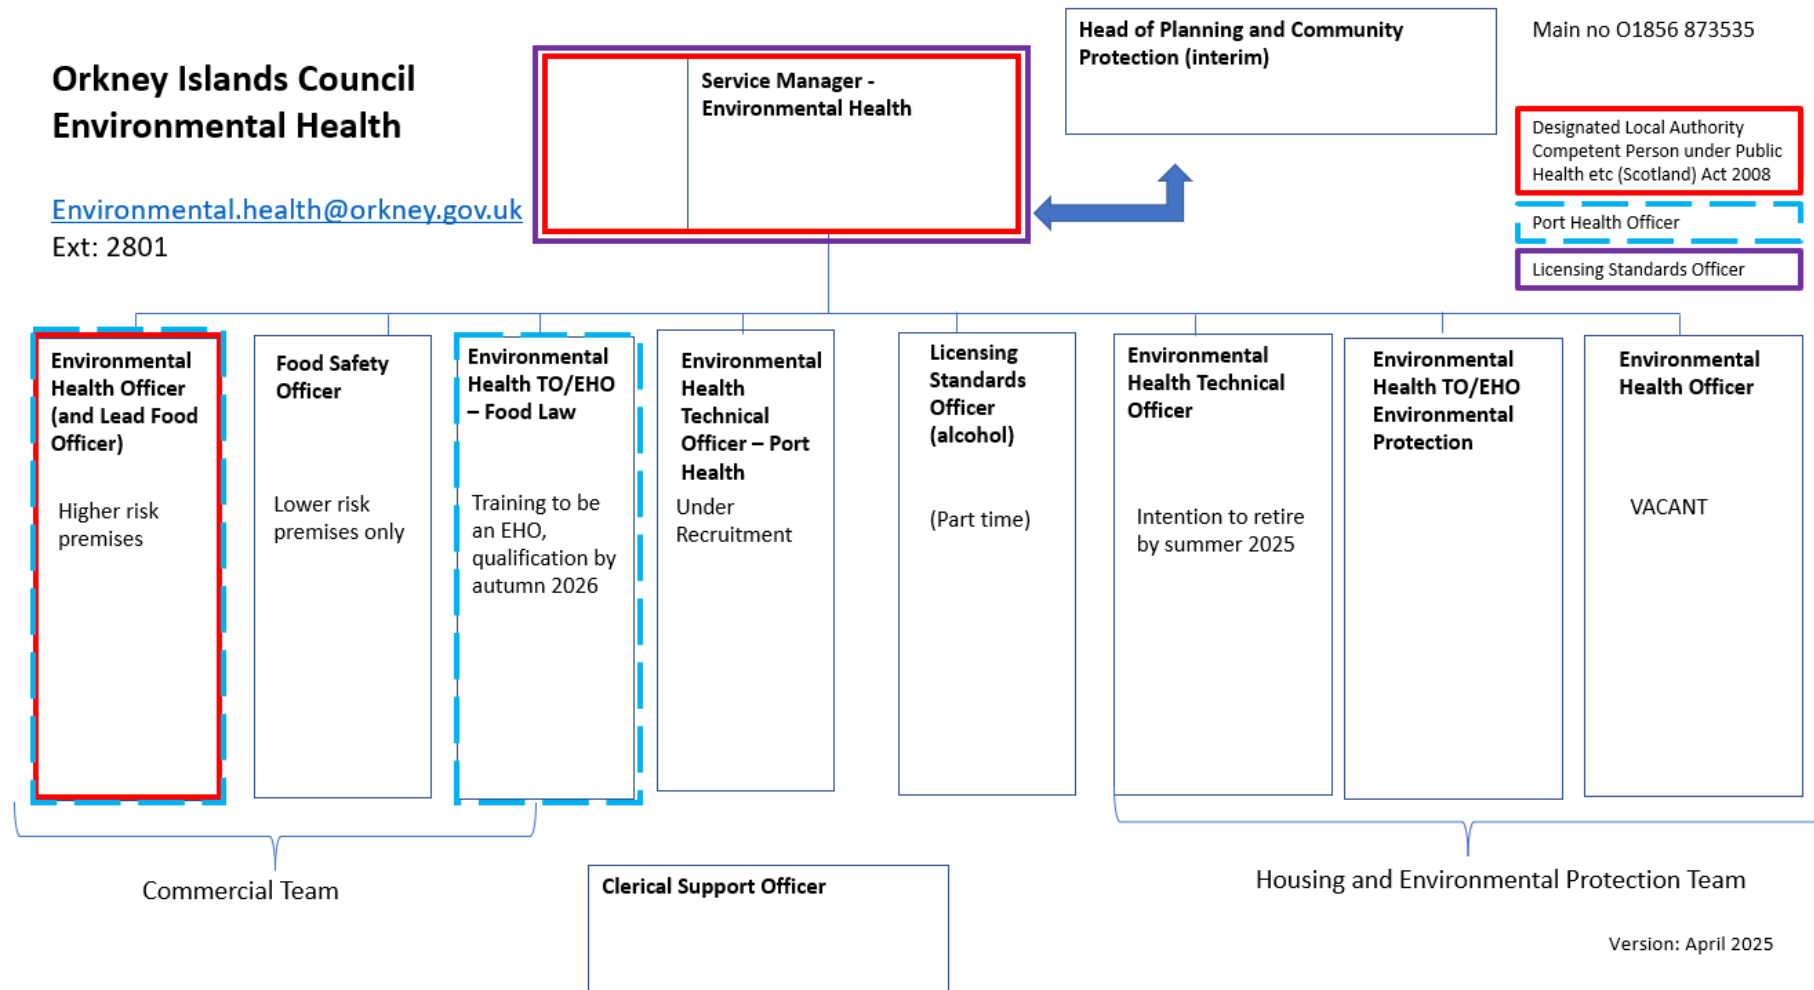 Orkney Islands Council
Environmental Health
Environmental.health@orkney.gov.uk
Ext: 2801
Service Manager -
Environmental Health
Head of Planning and Community
Protection (interim)
Main no O1856 873535
Designated Local Authority
Competent Person under Public
Health etc (Scotland) Act 2008
Port Health Officer
Licensing Standards Officer
Environmental
Health Officer
(and Lead Food
Officer)
Higher risk
premises
Food Safety
Officer
Lower risk
premises only
Environmental
Health TO/EHO
– Food Law
Training to be
an EHO,
qualification by
autumn 2026
Environmental
Health
Technical
Officer – Port
Health
Under
Recruitment
Licensing
Standards
Officer
(alcohol)
(Part time)
Environmental
Health Technical
Officer
Intention to retire
by summer 2025
Environmental
Health TO/EHO
Environmental
Protection
Environmental
Health Officer
VACANT
Commercial Team
Clerical Support Officer
Housing and Environmental Protection Team
Version: April 2025